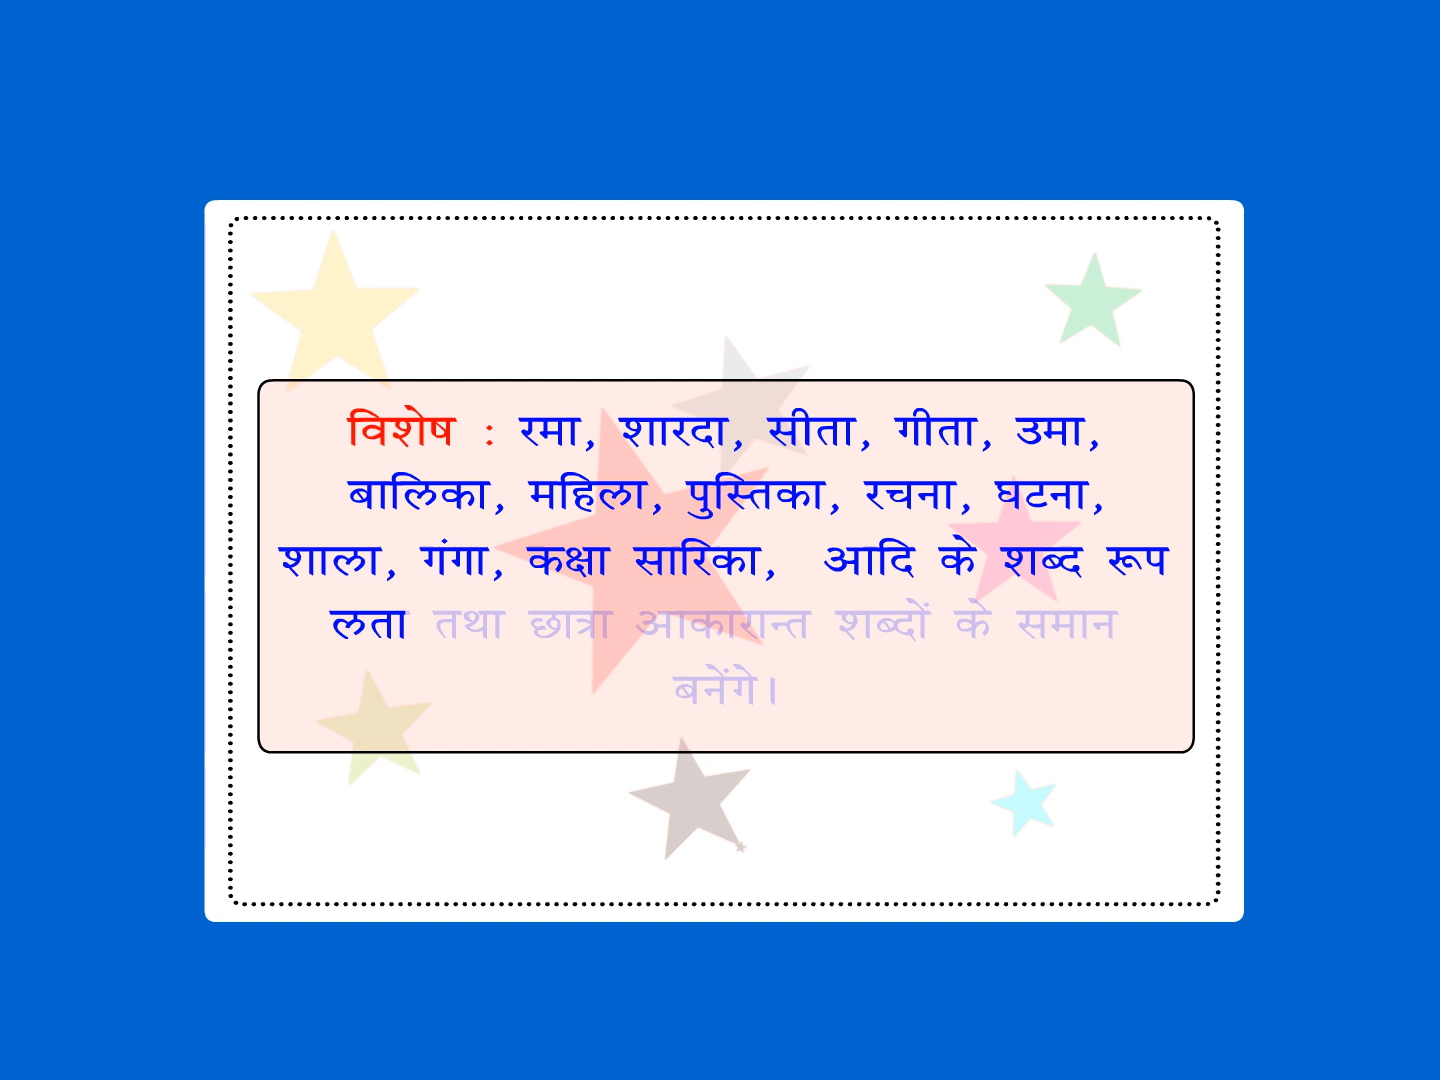 विशेष : रमा, शारदा, सीता, गीता, उमा,
बालिका, महिला, पुस्तिका, रचना, घटना,
शाला, गंगा, कक्षा सारिका, आदि के शब्द रूप
लता तथा छात्रा आकारान्त शब्दों के समान
बनेंगे।